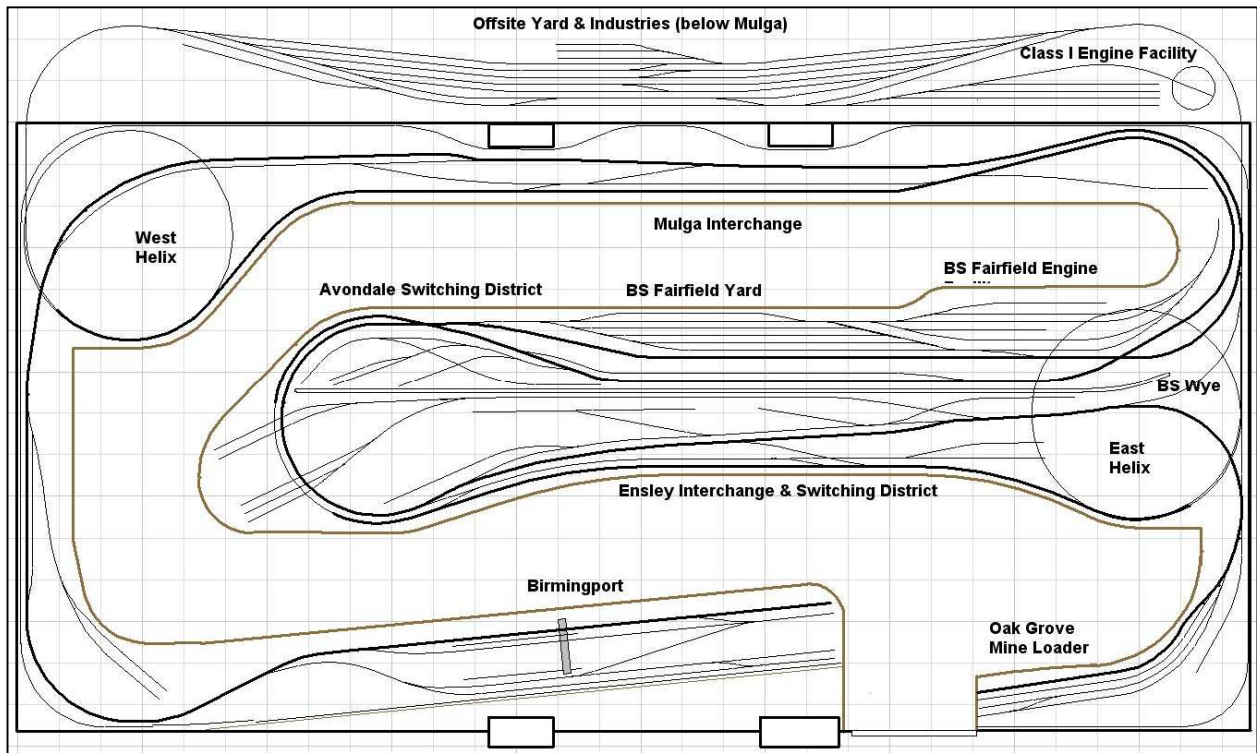 Offsite Yard & Industries (below Mulga)
Class I Engine Facility
West
Helix
Mulga Interchange
BS Fairfield Engine
Avondale Switching District
BS Fairfield Yard
BS Wye
East
Helix
Ensley Interchange & Switching District
Birmingport
Oak Grove
Mine Loader